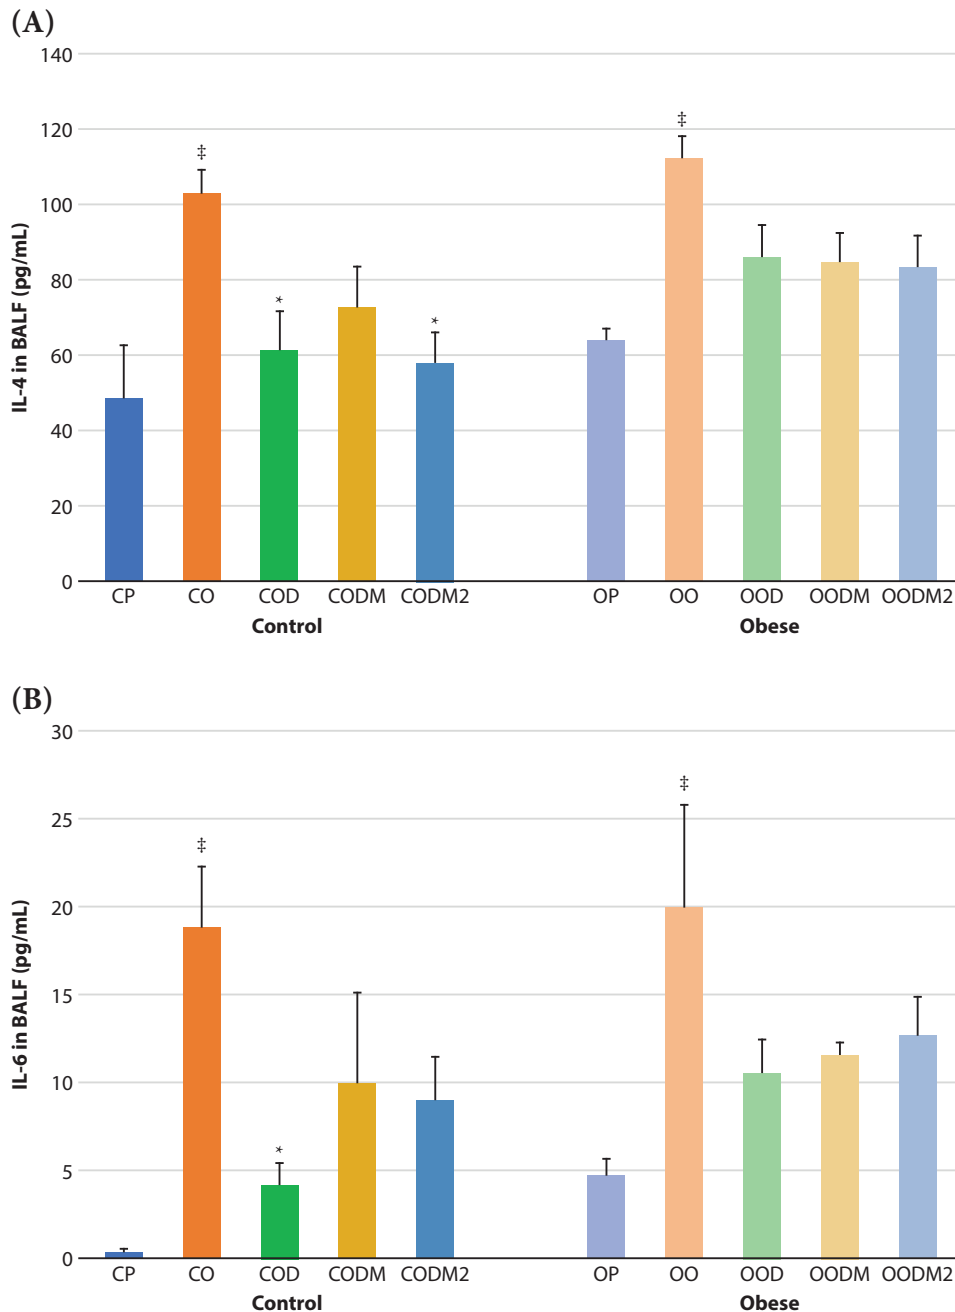 (A)
IL-4 in BALF (pg/mL)
140
120
100
80
60
40
20
0
‡
*
*
‡
CP CO COD CODM CODM2 OP OO OOD OODM OODM2
Control Obese
(B)
IL-6 in BALF (pg/mL)
30
25
20
15
10
5
0
‡
*
‡
CP CO COD CODM CODM2 OP OO OOD OODM OODM2
Control Obese